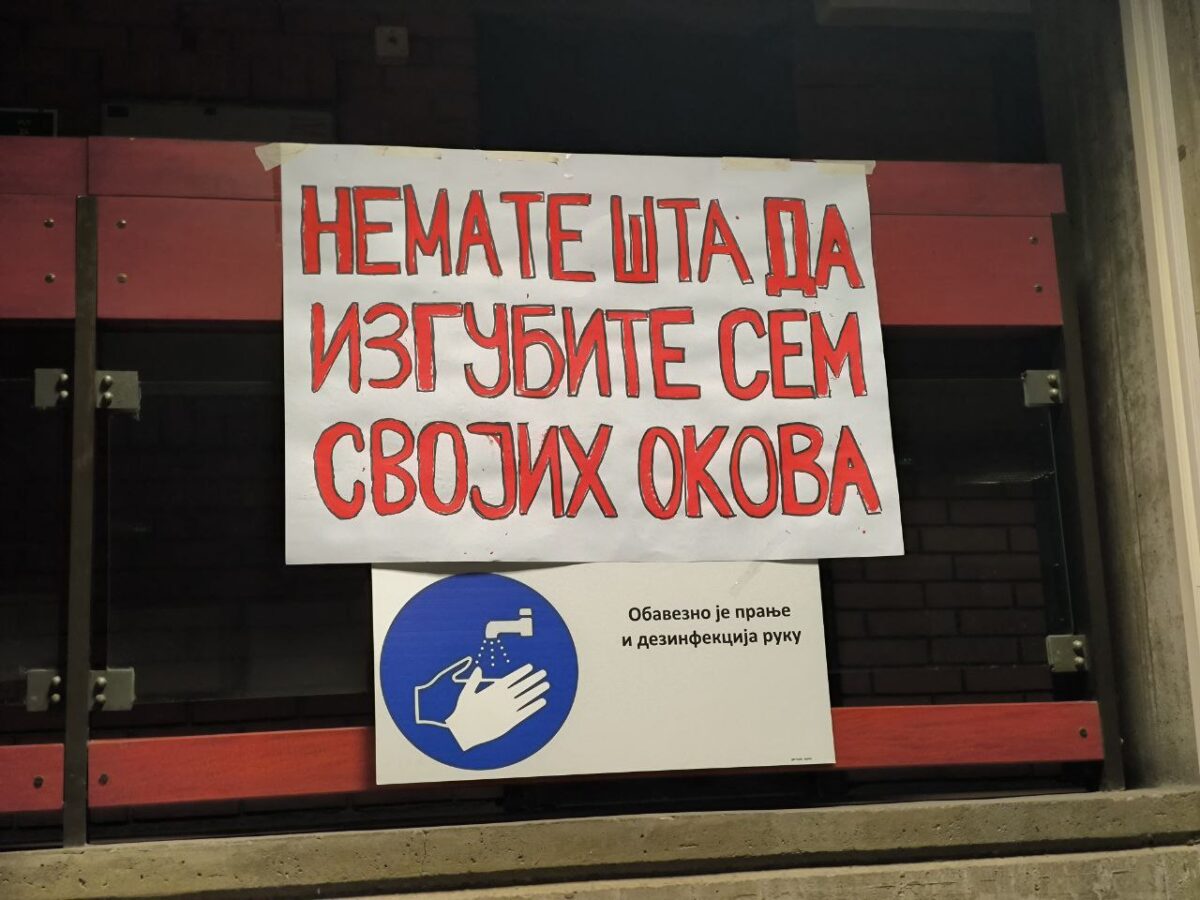 НЕМАТЕ ШТА ДА
ИЗГУБИТЕ СЕМ
СВОЈИХ ОКОВА
Обавезно је прање
и дезинфекција руку